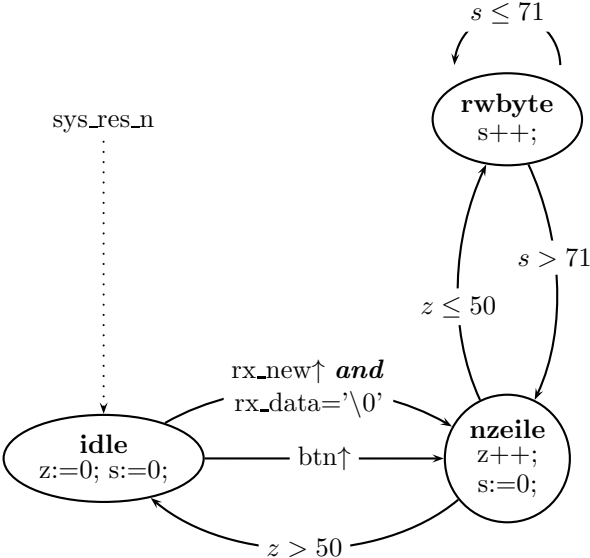 s ≤ 71
rwbyte
s++;
sys_res_n
s > 71
z ≤ 50
rx_new↑ and
rx_data='\0'
idle
z:=0; s:=0;
btn↑
nzeile
z++;
s:=0;
z > 50